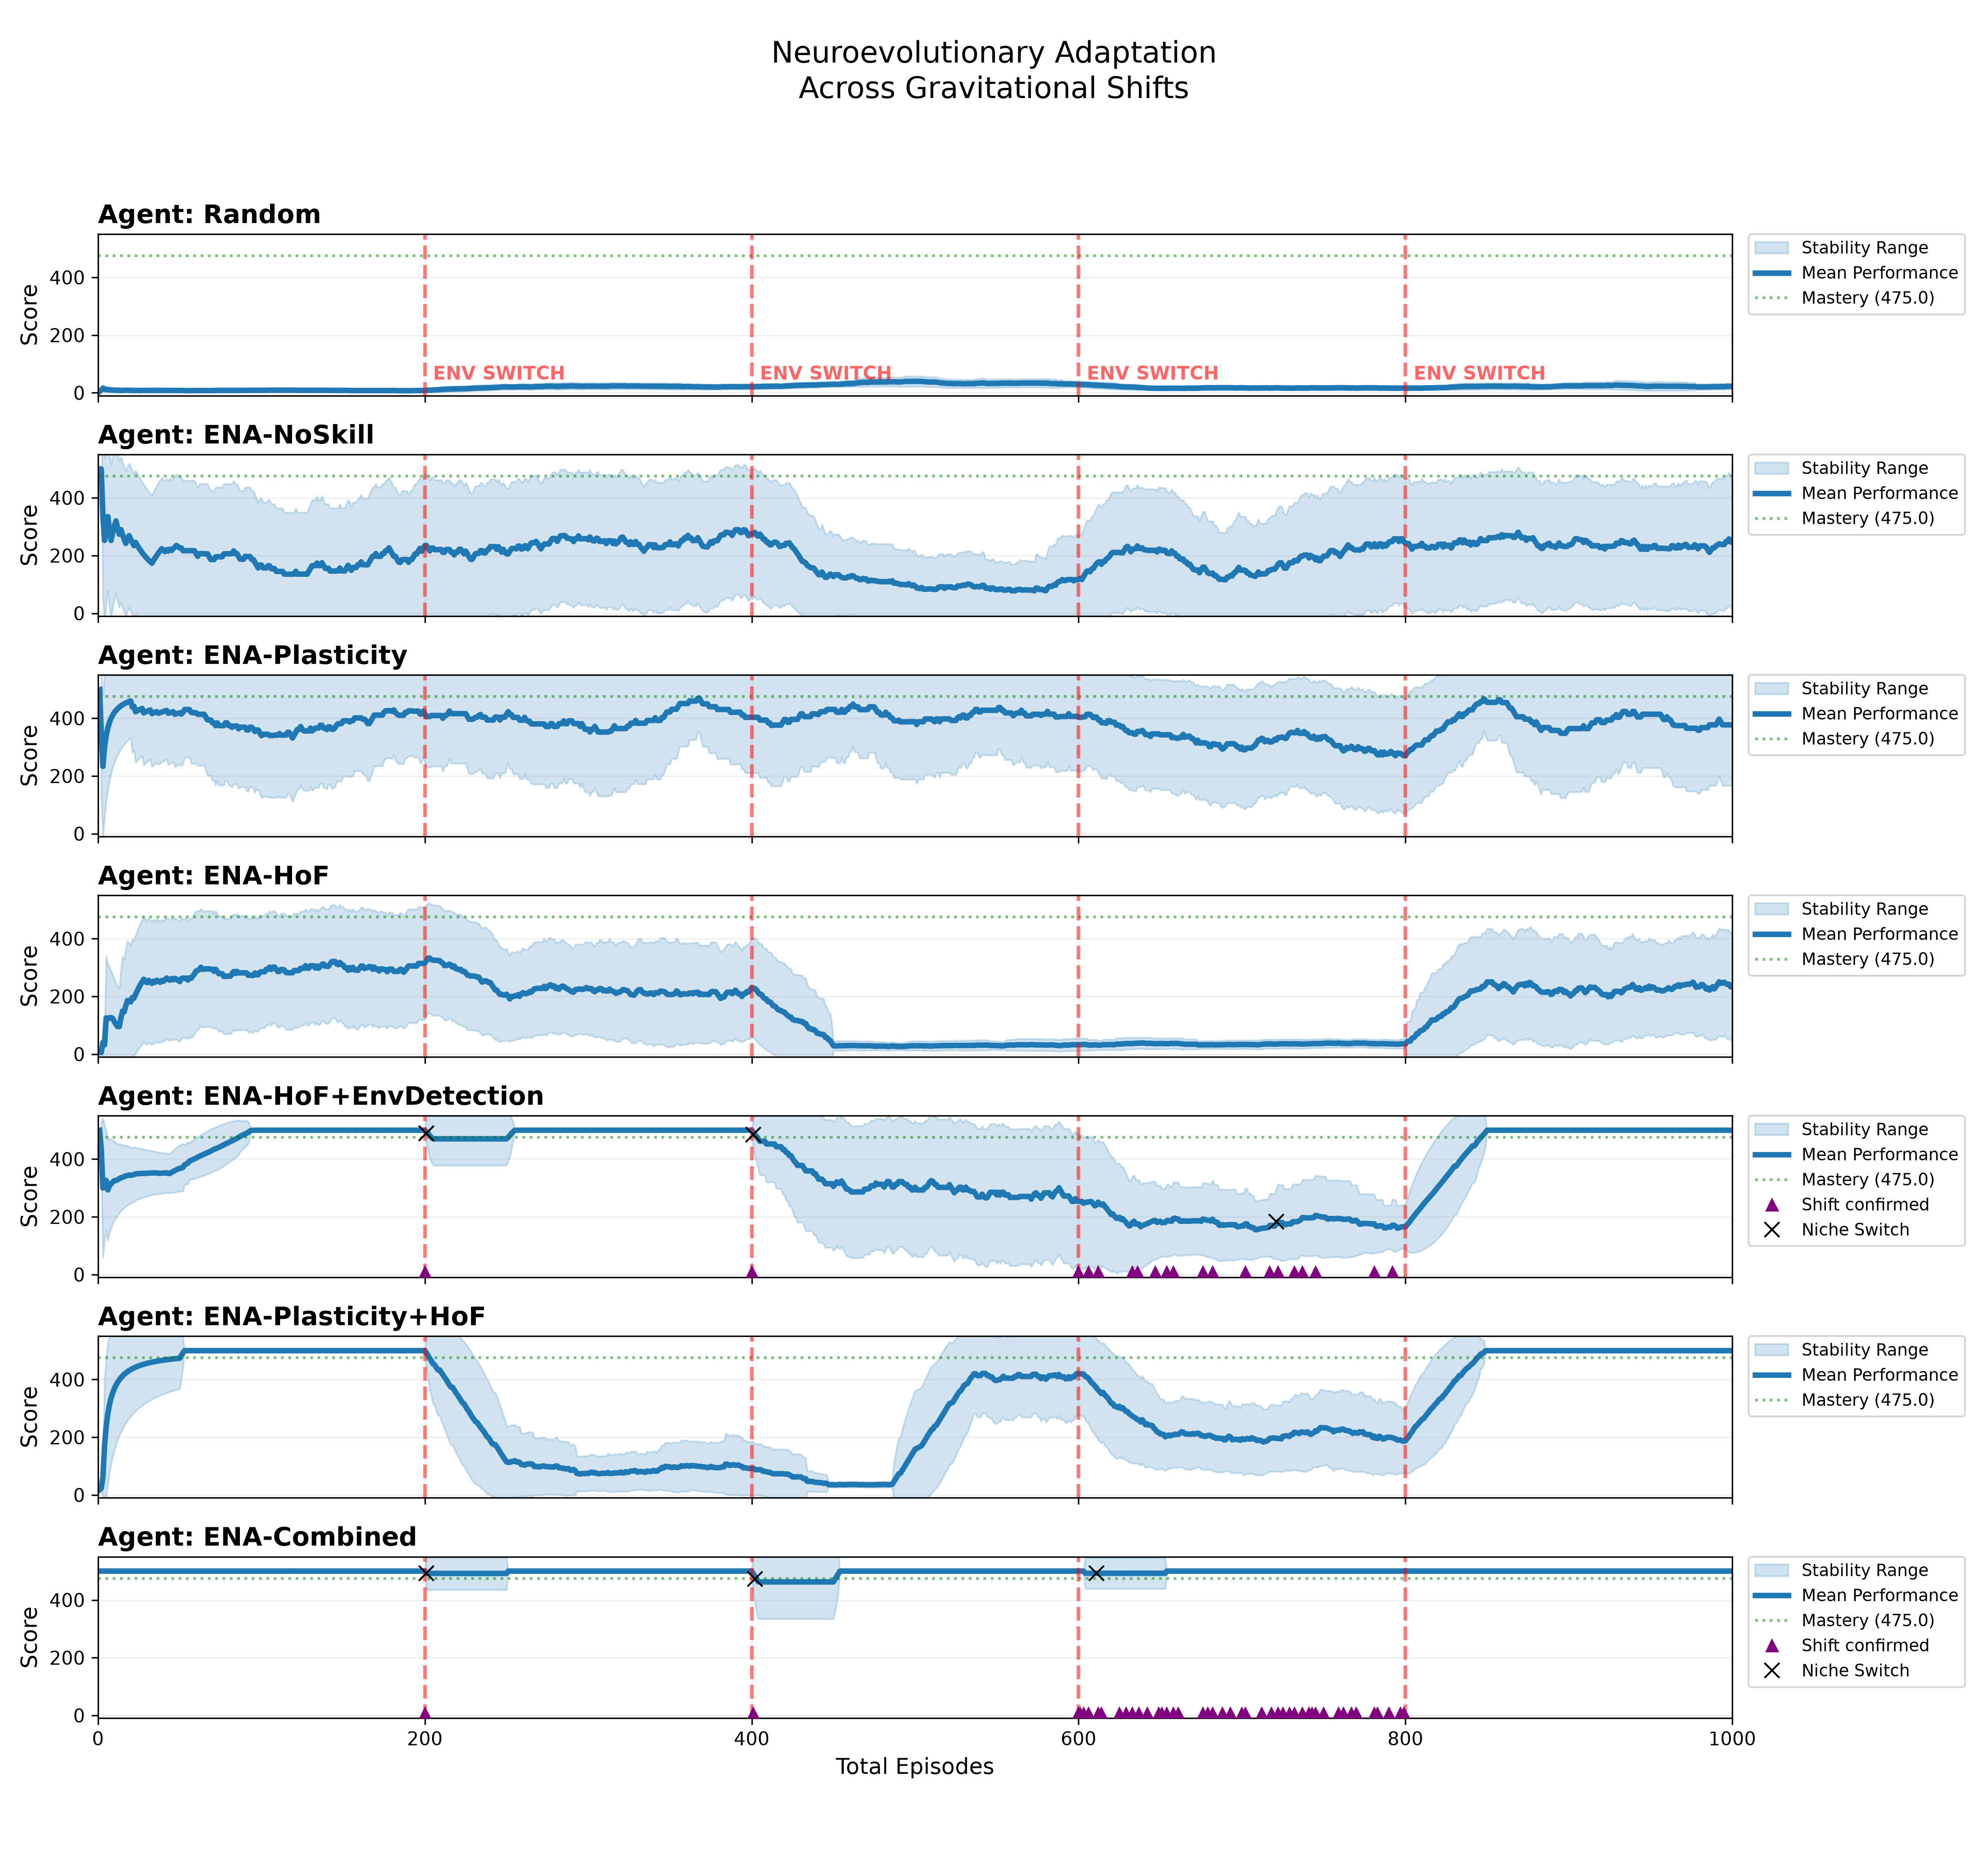 Neuroevolutionary Adaptation
Across Gravitational Shifts
Agent: Random
Score
400
200
0
ENV SWITCH
ENV SWITCH
ENV SWITCH
ENV SWITCH
Stability Range
Mean Performance
Mastery (475.0)
Agent: ENA-NoSkill
Score
400
200
0
Stability Range
Mean Performance
Mastery (475.0)
Agent: ENA-Plasticity
Score
400
200
0
Stability Range
Mean Performance
Mastery (475.0)
Agent: ENA-HoF
Score
400
200
0
Stability Range
Mean Performance
Mastery (475.0)
Agent: ENA-HoF+EnvDetection
Score
400
200
0
Stability Range
Mean Performance
Mastery (475.0)
Shift confirmed
Niche Switch
Agent: ENA-Plasticity+HoF
Score
400
200
0
Stability Range
Mean Performance
Mastery (475.0)
Agent: ENA-Combined
Score
400
200
0
Stability Range
Mean Performance
Mastery (475.0)
Shift confirmed
Niche Switch
0
200
400
600
800
1000
Total Episodes